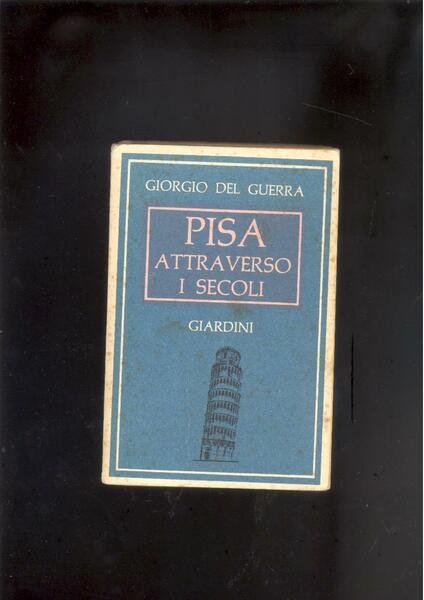 GIORGIO DEL GUERRA
PISA
ATTRAVERSO
I SECOLI
GIARDINI